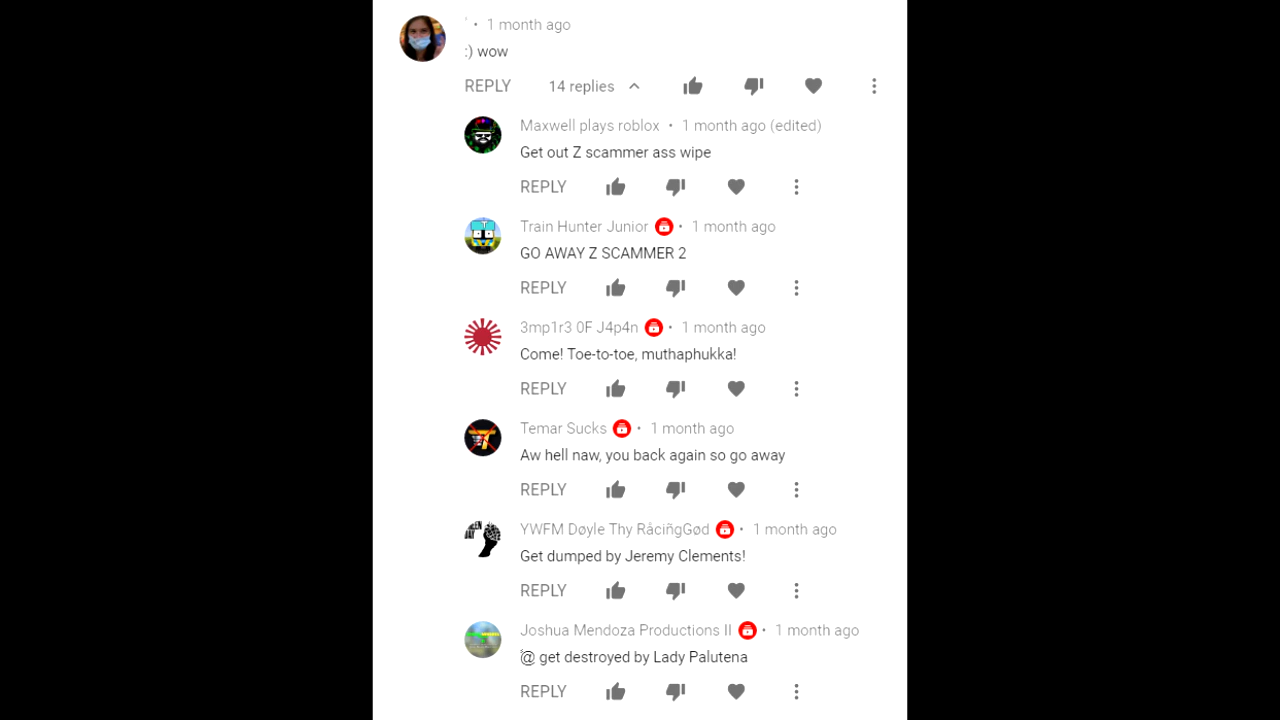 ' • 1 month ago
:) wow
REPLY 14 replies
Maxwell plays roblox • 1 month ago (edited)
Get out Z scammer ass wipe
REPLY
Train Hunter Junior • 1 month ago
GO AWAY Z SCAMMER 2
REPLY
3mp1r3 0F J4p4n • 1 month ago
Come! Toe-to-toe, muthaphukka!
REPLY
Temar Sucks • 1 month ago
Aw hell naw, you back again so go away
REPLY
YWFM Døyle Thy RåciñgGød • 1 month ago
Get dumped by Jeremy Clements!
REPLY
Joshua Mendoza Productions II • 1 month ago
@ get destroyed by Lady Palutena
REPLY